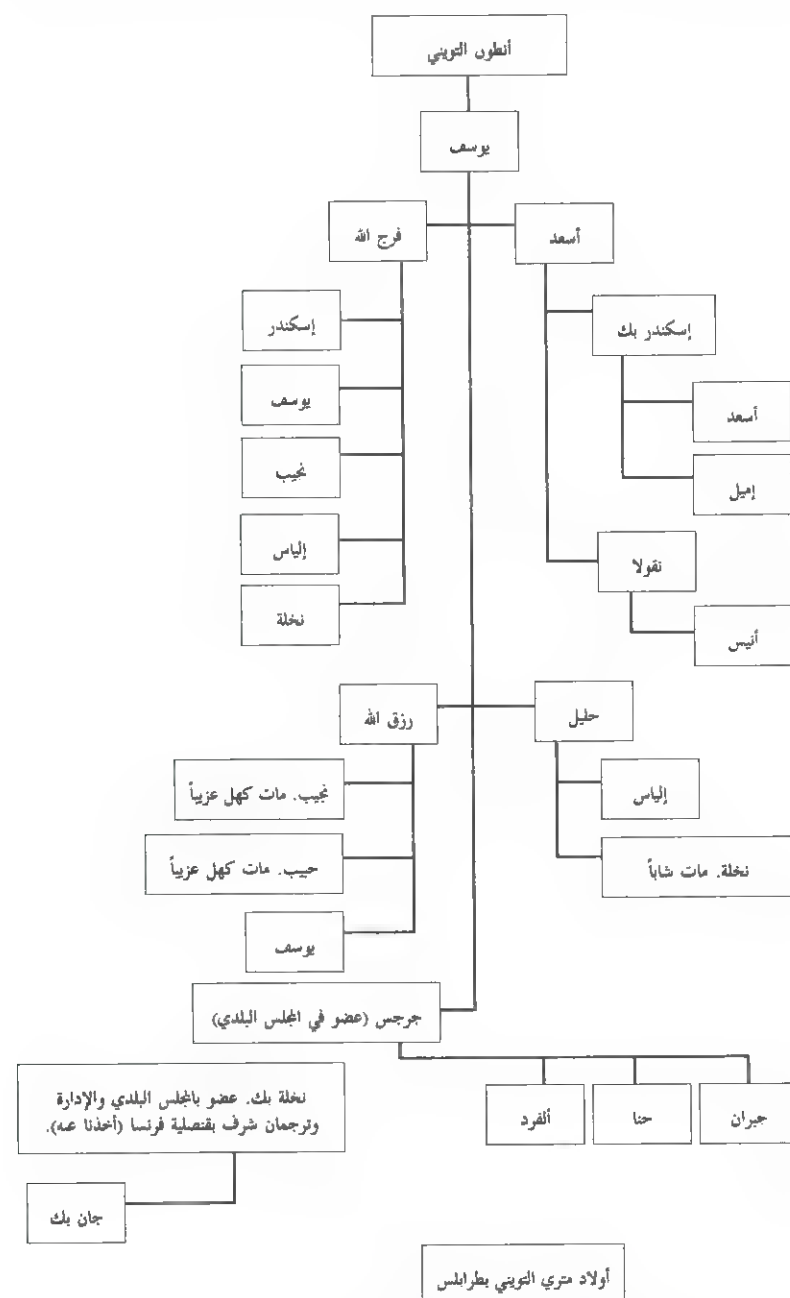 أنطون التويني
يوسف
أسعد
فرج الله
إسكندر بك
إسكندر
أسعد
يوسف
إميل
نجيب
نقولا
إلياس
أنيس
نخلة
خليل
رزق الله
إلياس
نجيب. مات كهل عزيباً
نخلة. مات شاباً
حبيب. مات كهل عزيباً
يوسف
جرجس (عضو في المجلس البلدي)
جبران
حنا
ألفرد
نخلة بك. عضو بالمجلس البلدي والإدارة
وترجمان شرف بقنصلية فرنسا (أخذنا عنه).
جان بك
أولاد متري التويني بطرابلس